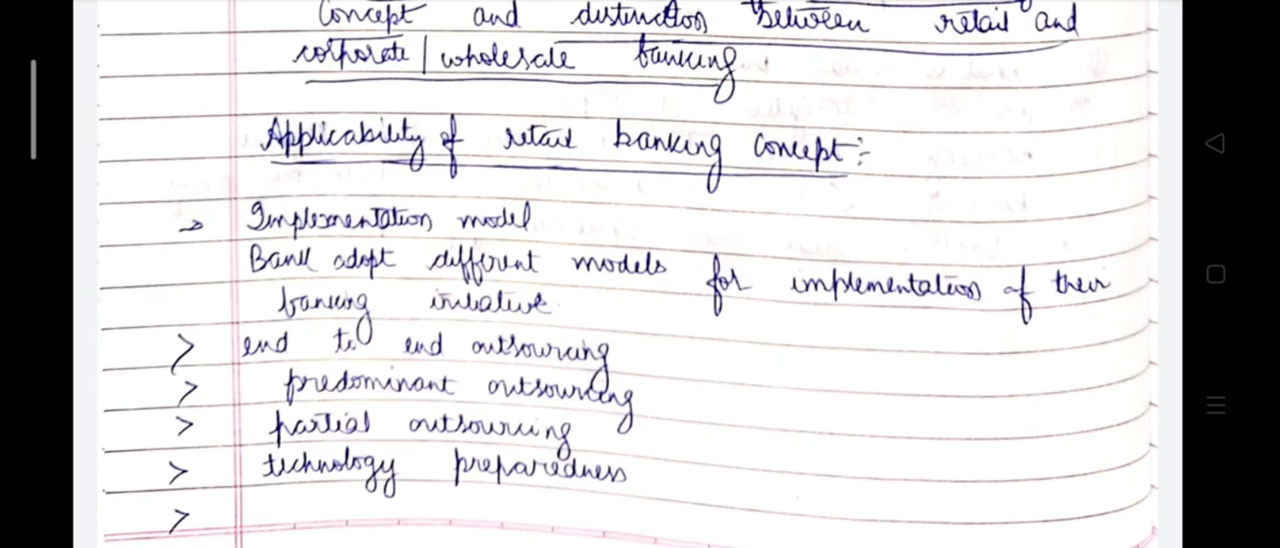 Concept and distinction between retail and
corporate / wholesale banking
Applicability of retail banking concept :-
→ Implementation model
Bank adopt different models for implementation of their
banking initiative
> end to end outsourcing
> predominant outsourcing
> partial outsourcing
> technology preparedness
>